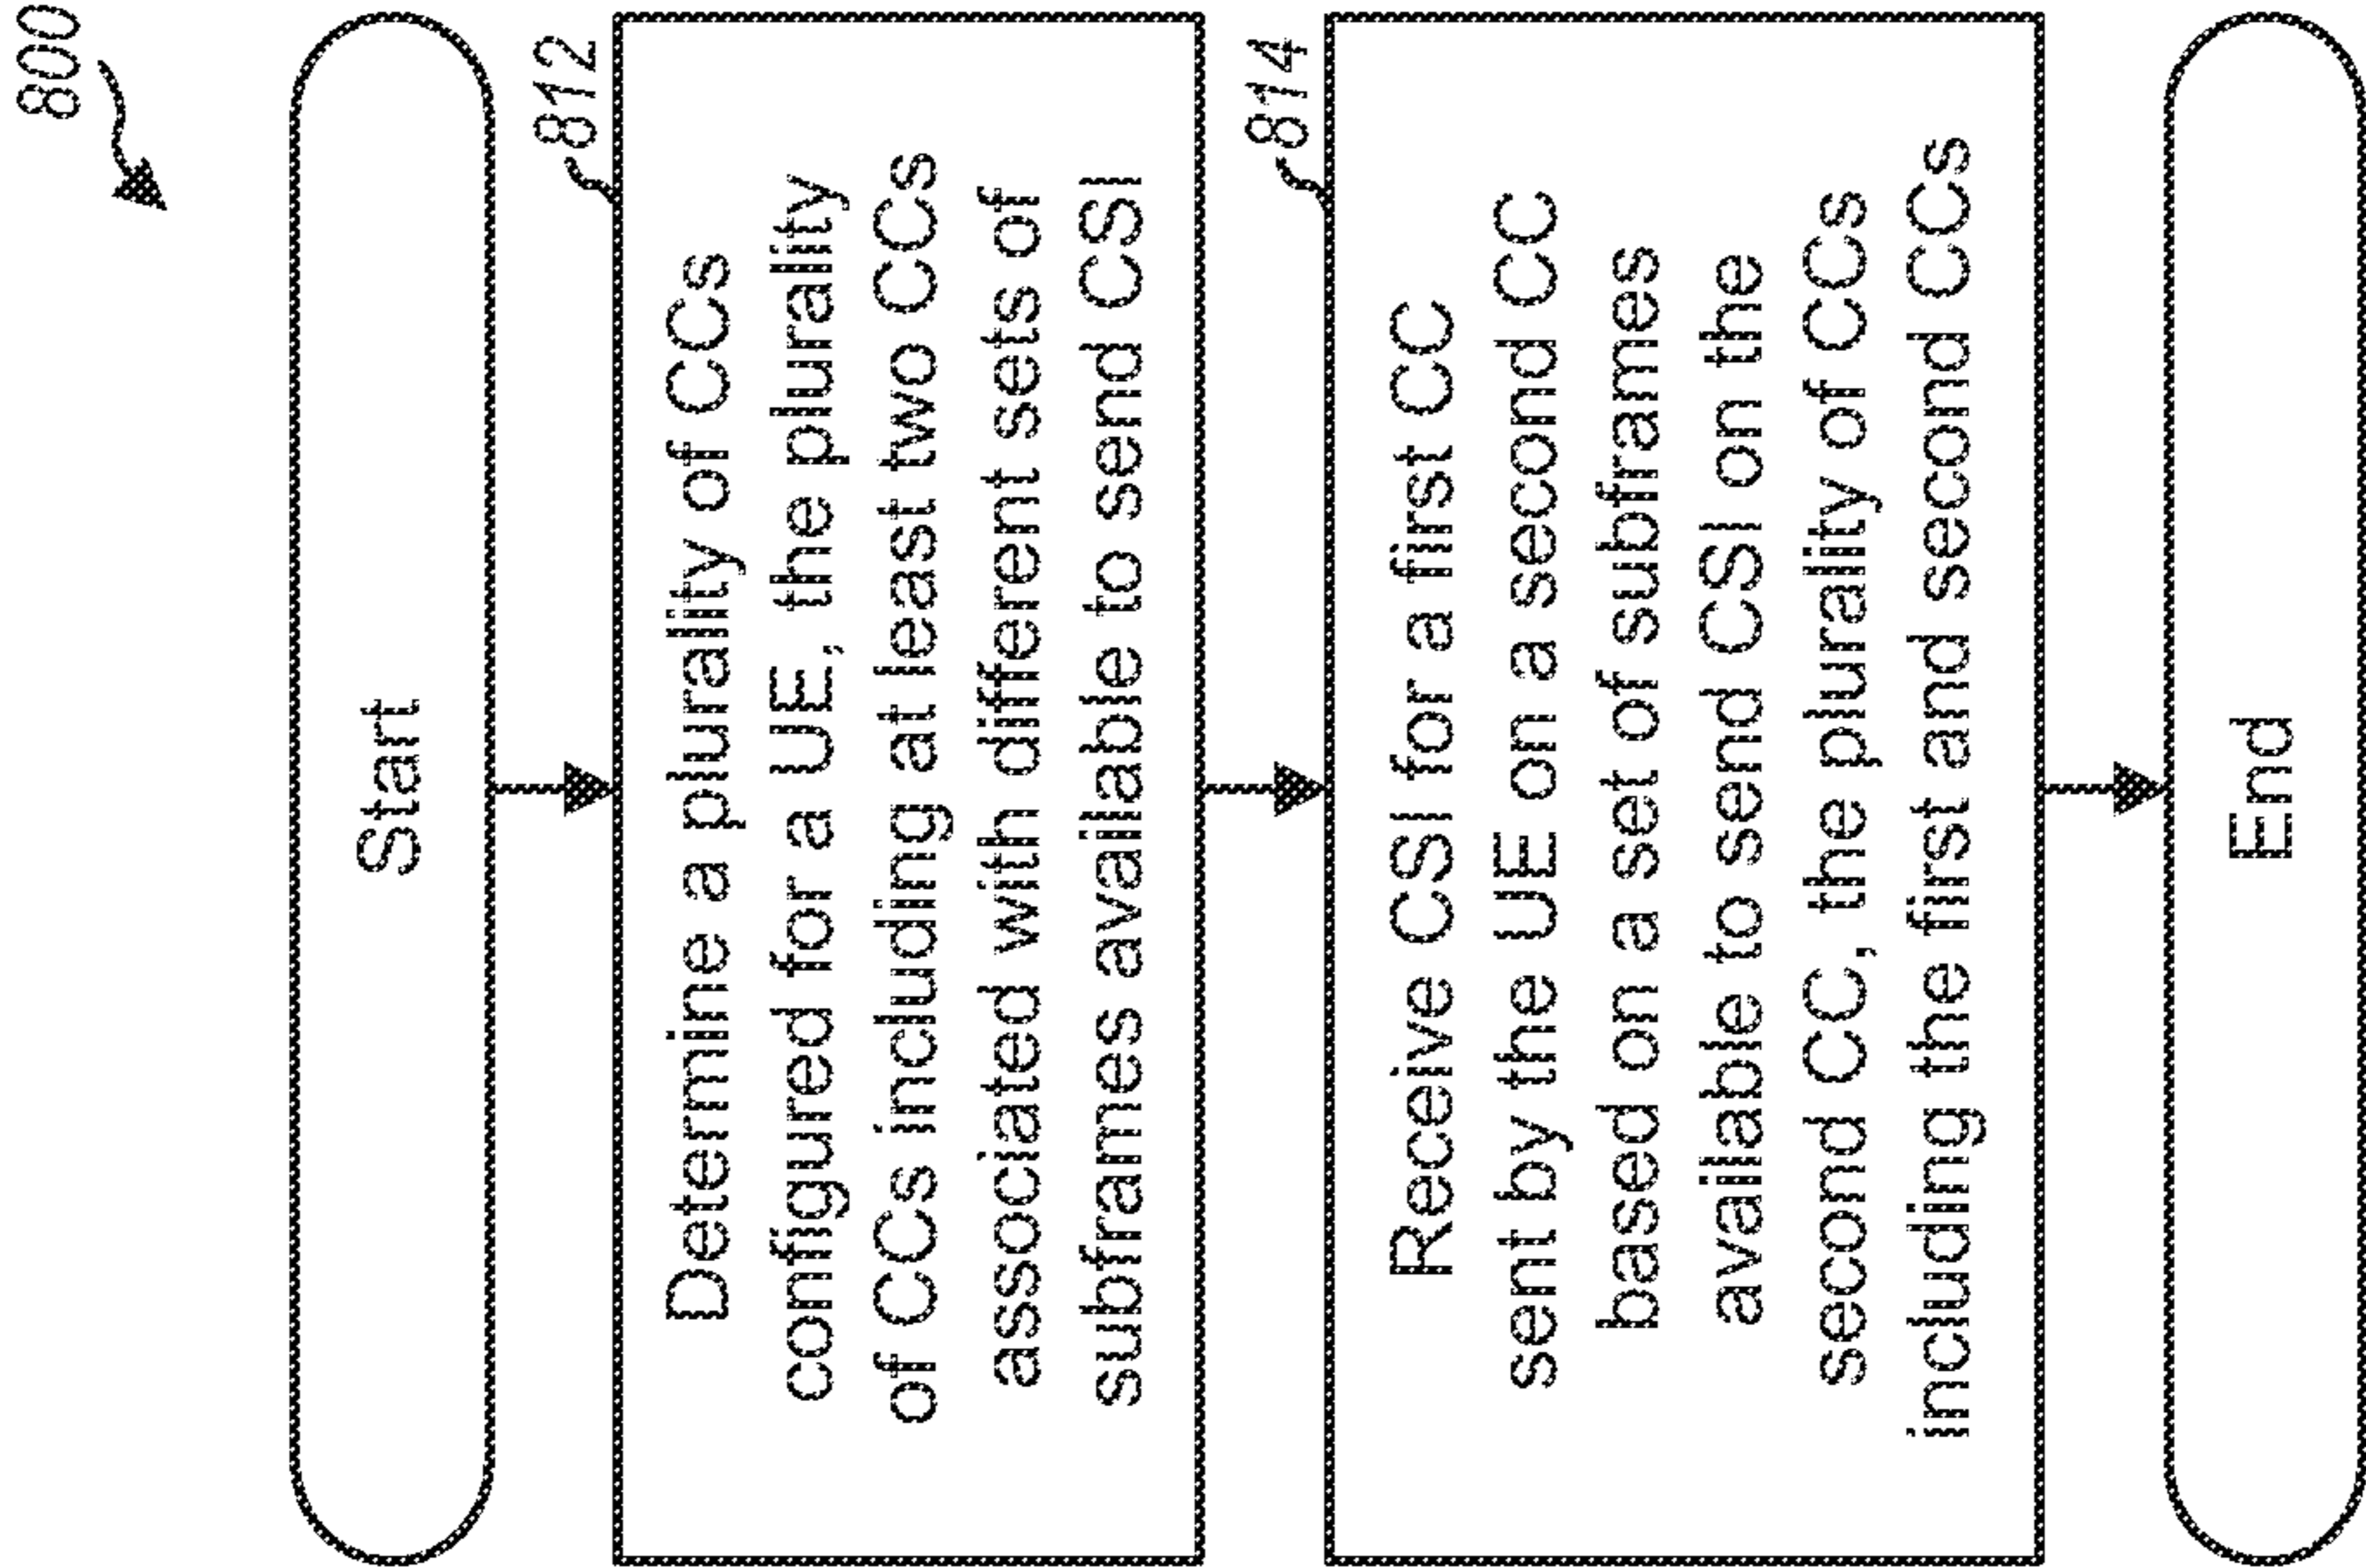 800
Start
812
Determine a plurality of CCs
configured for a UE, the plurality
of CCs including at least two CCs
associated with different sets of
subframes available to send CSI
814
Receive CSI for a first CC
sent by the UE on a second CC
based on a set of subframes
available to send CSI on the
second CC, the plurality of CCs
including the first and second CCs
End